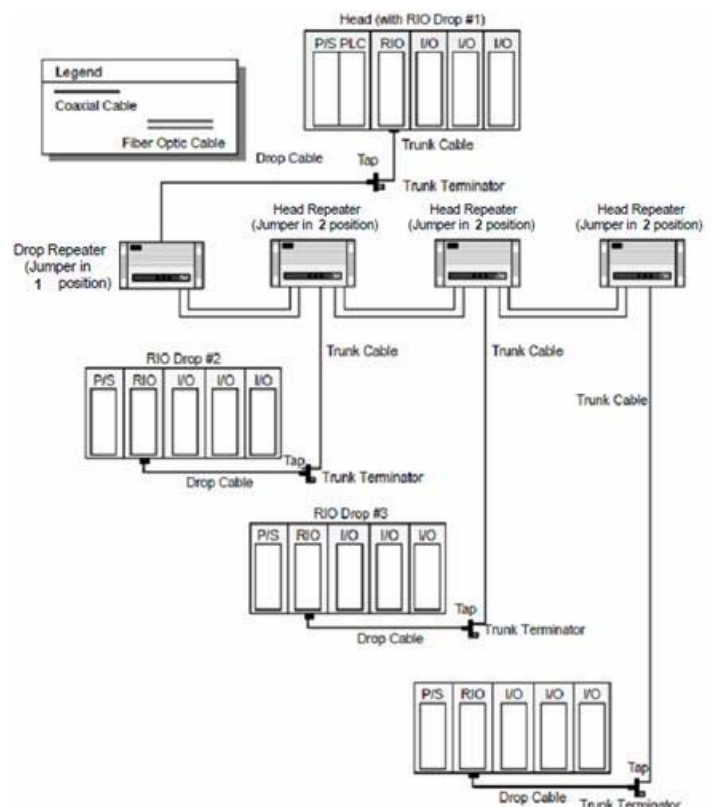 Head (with RIO Drop #1)
P/S PLC RIO I/O I/O I/O
Legend
Coaxial Cable
Fiber Optic Cable
Trunk Cable
Drop Cable
Tap
Trunk Terminator
Drop Repeater
(Jumper in
1 position)
Head Repeater
(Jumper in 2 position)
Head Repeater
(Jumper in 2 position)
Head Repeater
(Jumper in 2 position)
Trunk Cable
Trunk Cable
Trunk Cable
RIO Drop #2
P/S RIO I/O I/O I/O
Tap
Drop Cable
Trunk Terminator
RIO Drop #3
P/S RIO I/O I/O I/O
Tap
Drop Cable
Trunk Terminator
P/S RIO I/O I/O I/O
Tap
Drop Cable
Trunk Terminator